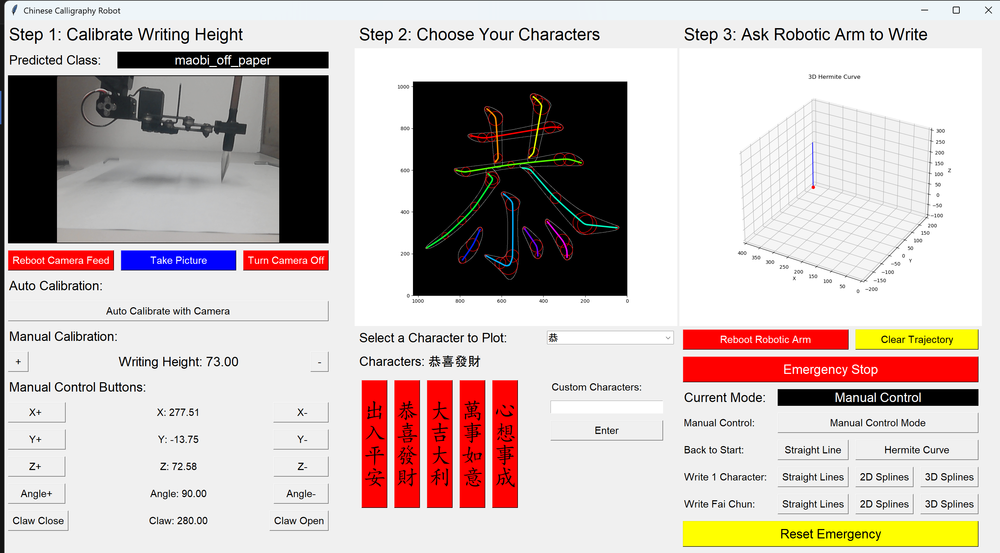 Chinese Calligraphy Robot
Step 1: Calibrate Writing Height
Predicted Class:
maobi_off_paper
Reboot Camera Feed
Take Picture
Turn Camera Off
Auto Calibration:
Auto Calibrate with Camera
Manual Calibration:
+
Writing Height: 73.00
-
Manual Control Buttons:
X+
X: 277.51
X-
Y+
Y: -13.75
Y-
Z+
Z: 72.58
Z-
Angle+
Angle: 90.00
Angle-
Claw Close
Claw: 280.00
Claw Open
Step 2: Choose Your Characters
1000
800
600
400
200
0
1000
800
600
400
200
0
恭
Select a Character to Plot:
恭
Characters: 恭喜發財
出入平安
恭喜發財
大吉大利
萬事如意
心想事成
Custom Characters:
Enter
Step 3: Ask Robotic Arm to Write
3D Hermite Curve
300
250
200
150
100
50
0
−50
−100
Z
200
150
100
50
0
−50
−100
−150
−200
Y
400
350
300
250
200
150
100
50
0
X
Reboot Robotic Arm
Clear Trajectory
Emergency Stop
Current Mode:
Manual Control
Manual Control:
Manual Control Mode
Back to Start:
Straight Line
Hermite Curve
Write 1 Character:
Straight Lines
2D Splines
3D Splines
Write Fai Chun:
Straight Lines
2D Splines
3D Splines
Reset Emergency